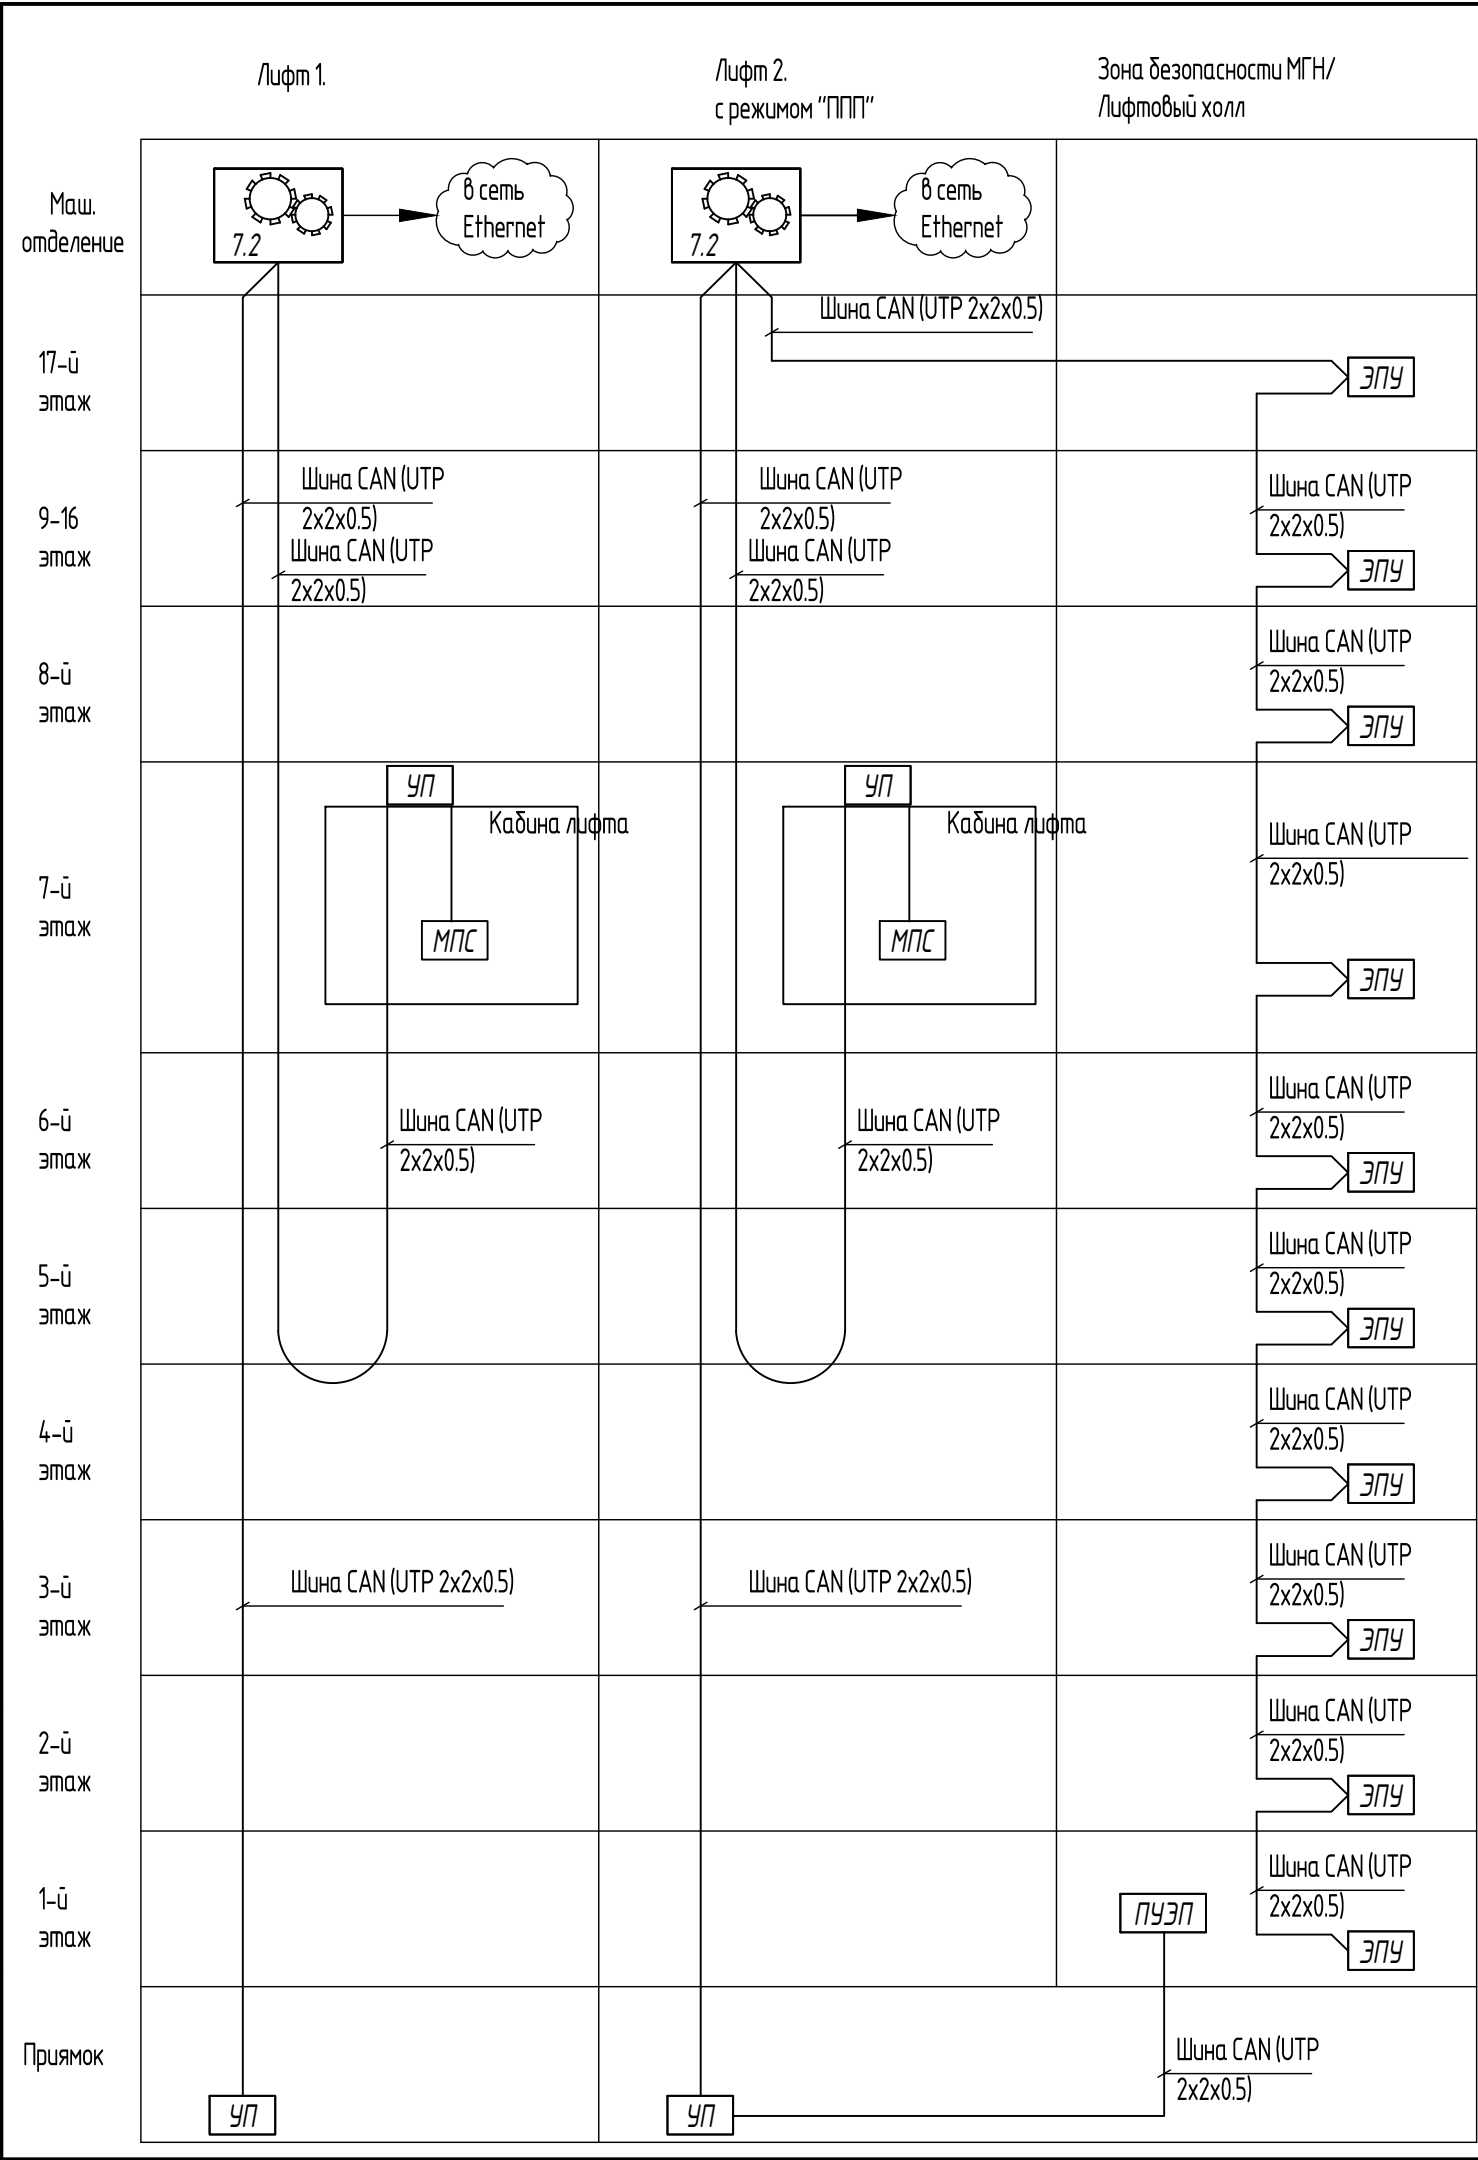 Лифт 1.
Лифт 2.
с режимом "ППП"
Зона безопасности МГН/
Лифтовый холл
Маш.
отделение
7.2
в сеть
Ethernet
7.2
в сеть
Ethernet
17-й
этаж
Шина CAN (UTP 2x2x0.5)
ЭПУ
9-16
этаж
Шина CAN (UTP
2x2x0.5)
Шина CAN (UTP
2x2x0.5)
Шина CAN (UTP
2x2x0.5)
Шина CAN (UTP
2x2x0.5)
Шина CAN (UTP
2x2x0.5)
ЭПУ
8-й
этаж
Шина CAN (UTP
2x2x0.5)
ЭПУ
7-й
этаж
УП
Кабина лифта
МПС
УП
Кабина лифта
МПС
Шина CAN (UTP
2x2x0.5)
ЭПУ
6-й
этаж
Шина CAN (UTP
2x2x0.5)
Шина CAN (UTP
2x2x0.5)
Шина CAN (UTP
2x2x0.5)
ЭПУ
5-й
этаж
Шина CAN (UTP
2x2x0.5)
ЭПУ
4-й
этаж
Шина CAN (UTP
2x2x0.5)
ЭПУ
3-й
этаж
Шина CAN (UTP 2x2x0.5)
Шина CAN (UTP 2x2x0.5)
Шина CAN (UTP
2x2x0.5)
ЭПУ
2-й
этаж
Шина CAN (UTP
2x2x0.5)
ЭПУ
1-й
этаж
ПУЭП
Шина CAN (UTP
2x2x0.5)
ЭПУ
Приямок
УП
УП
Шина CAN (UTP
2x2x0.5)